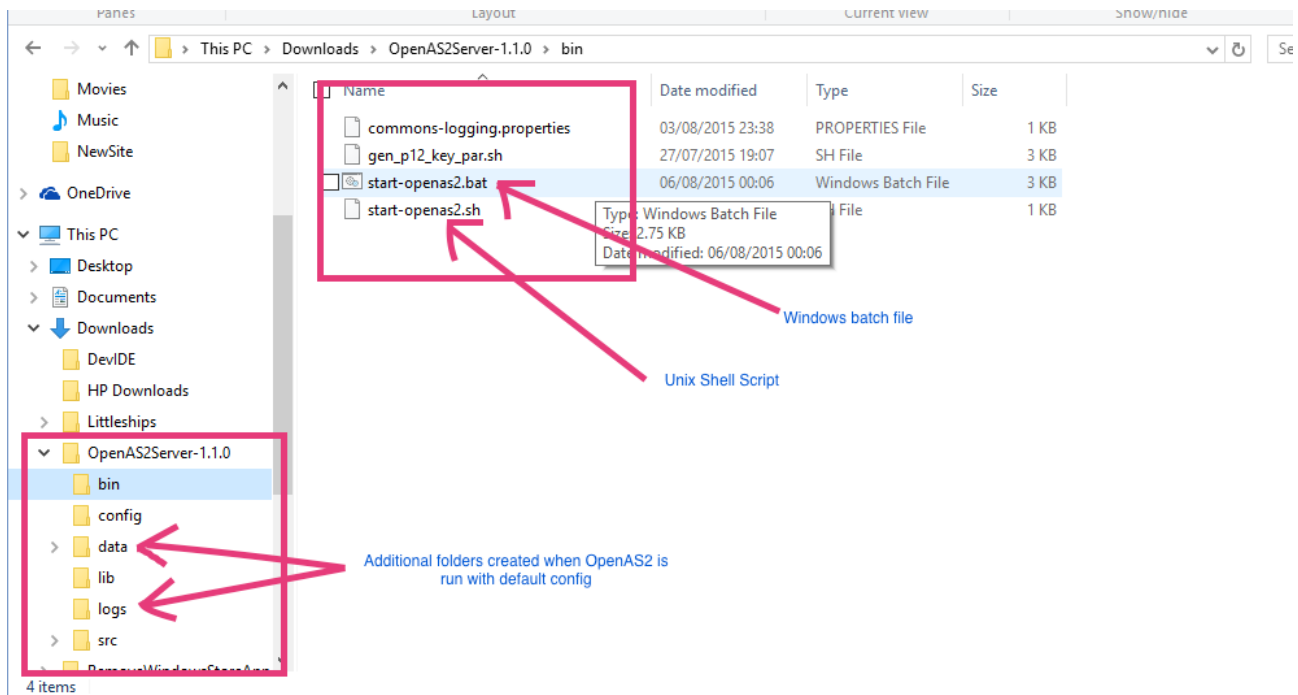 Panes Layout Current view Show/hide
This PC > Downloads > OpenAS2Server-1.1.0 > bin
Name Date modified Type Size
commons-logging.properties 03/08/2015 23:38 PROPERTIES File 1 KB
gen_p12_key_par.sh 27/07/2015 19:07 SH File 3 KB
start-openas2.bat 06/08/2015 00:06 Windows Batch File 3 KB
start-openas2.sh File 1 KB
Type: Windows Batch File
Size: 2.75 KB
Date modified: 06/08/2015 00:06
Windows batch file
Unix Shell Script
Additional folders created when OpenAS2 is
run with default config
Movies
Music
NewSite
OneDrive
This PC
Desktop
Documents
Downloads
DevIDE
HP Downloads
Littleships
OpenAS2Server-1.1.0
bin
config
data
lib
logs
src
RemoveWindowsStoreApp
4 items